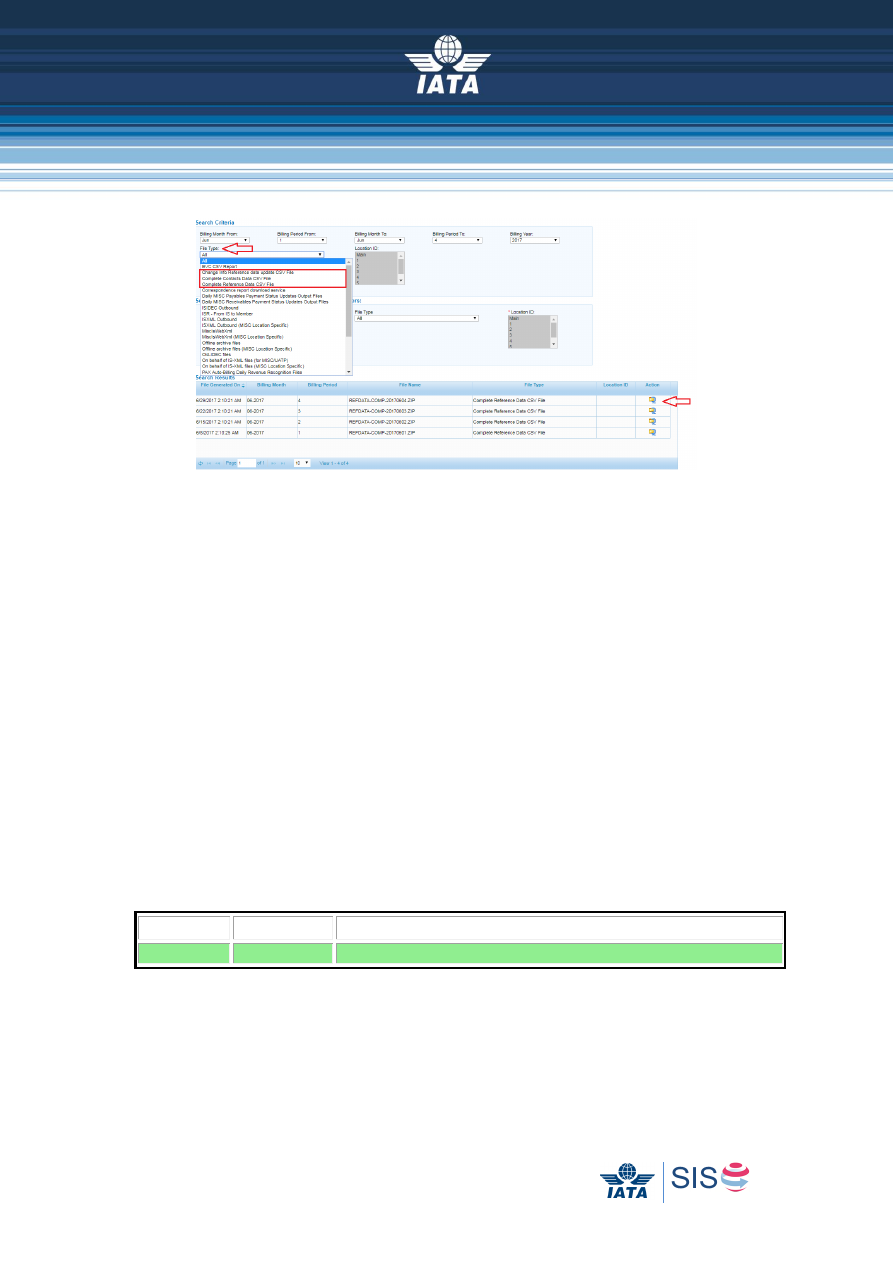 IATA
Search Criteria
Billing Month From: Billing Period From: Billing Month To: Billing Period To: Billing Year:
Jun 1 Jun 4 2017
File Type: Location ID:
All
All
Main
1
2
3
4
5
BVC CSV Report
Change Info Reference data update CSV File
Complete Contacts Data CSV File
Complete Reference Data CSV File
Correspondence report download service
Daily MISC Payables Payment Status Updates Output Files
Daily MISC Receivables Payment Status Updates Output Files
IS-IDEC Outbound
ISR - From IS to Member
ISXML Outbound
ISXML Outbound (MISC Location Specific)
MiscIsWebXml
MiscIsWebXml (MISC Location Specific)
Offline archive files
Offline archive files (MISC Location Specific)
Old-IDEC files
On behalf of IS-XML files (for MISC/UATP)
On behalf of IS-XML files (MISC Location Specific)
PAX Auto-Billing Daily Revenue Recognition Files
File Type * Location ID:
All
Main
1
2
3
4
5
Search Results
File Generated On Billing Month Billing Period File Name File Type Location ID Action
6/29/2017 2:10:21 AM 06-2017 4 REFDATA-COMP-20170604.ZIP Complete Reference Data CSV File
6/22/2017 2:10:21 AM 06-2017 3 REFDATA-COMP-20170603.ZIP Complete Reference Data CSV File
6/15/2017 2:10:21 AM 06-2017 2 REFDATA-COMP-20170602.ZIP Complete Reference Data CSV File
6/8/2017 2:10:25 AM 06-2017 1 REFDATA-COMP-20170601.ZIP Complete Reference Data CSV File
Page 1 of 1 10 View 1 - 4 of 4
IATA SIS